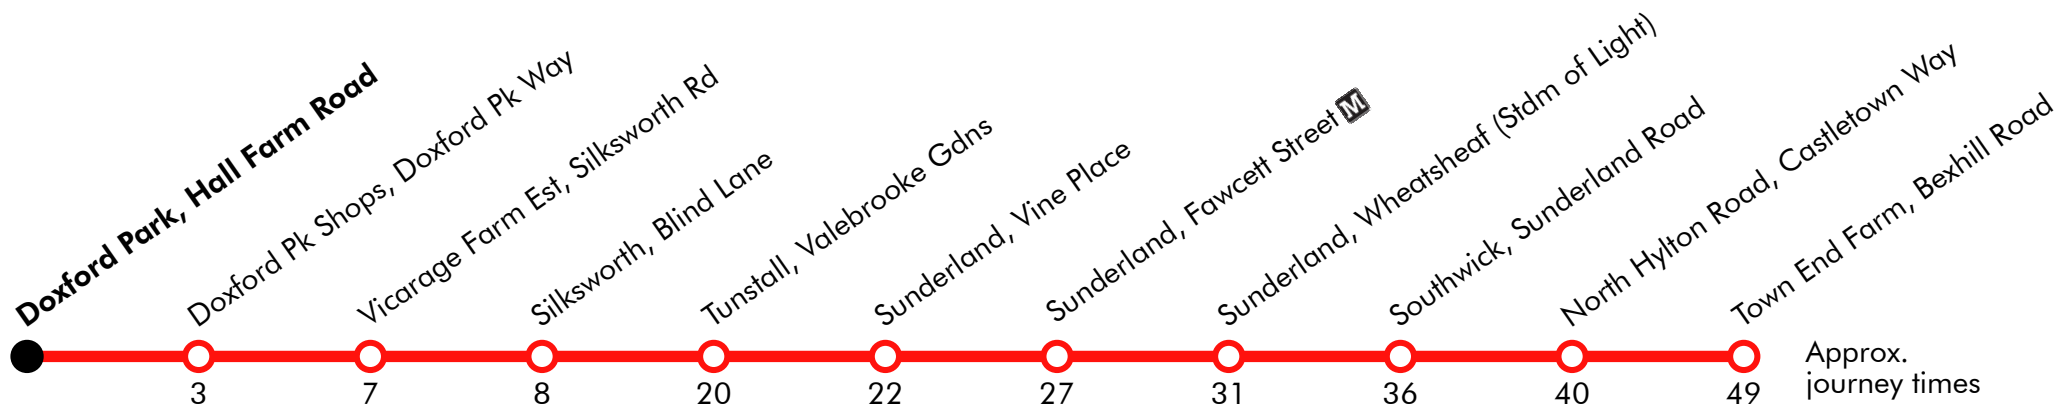 Doxford Park, Hall Farm Road
Doxford Pk Shops, Doxford Pk Way
Vicarage Farm Est, Silksworth Rd
Silksworth, Blind Lane
Tunstall, Valebrooke Gdns
Sunderland, Vine Place
Sunderland, Fawcett Street M
Sunderland, Wheatsheaf (Stdm of Light)
Southwick, Sunderland Road
North Hylton Road, Castletown Way
Town End Farm, Bexhill Road
3 7 8 20 22 27 31 36 40 49
Approx.
journey times